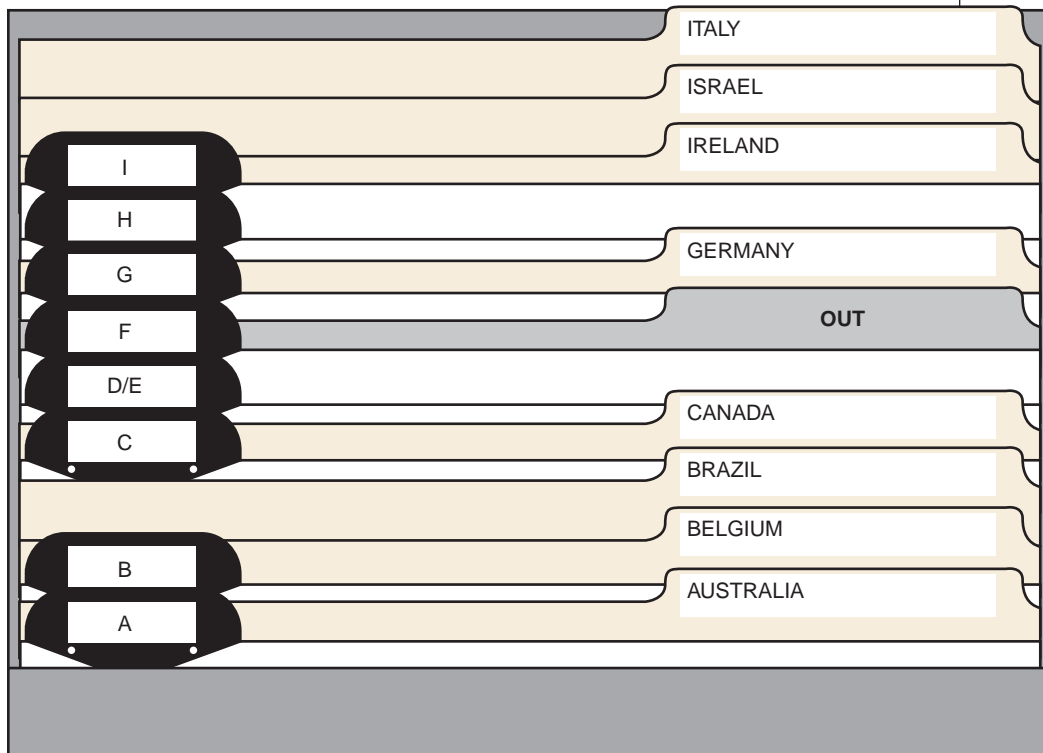 ITALY
ISRAEL
IRELAND
I
H
GERMANY
G
OUT
F
D/E
CANADA
C
BRAZIL
BELGIUM
B
AUSTRALIA
A